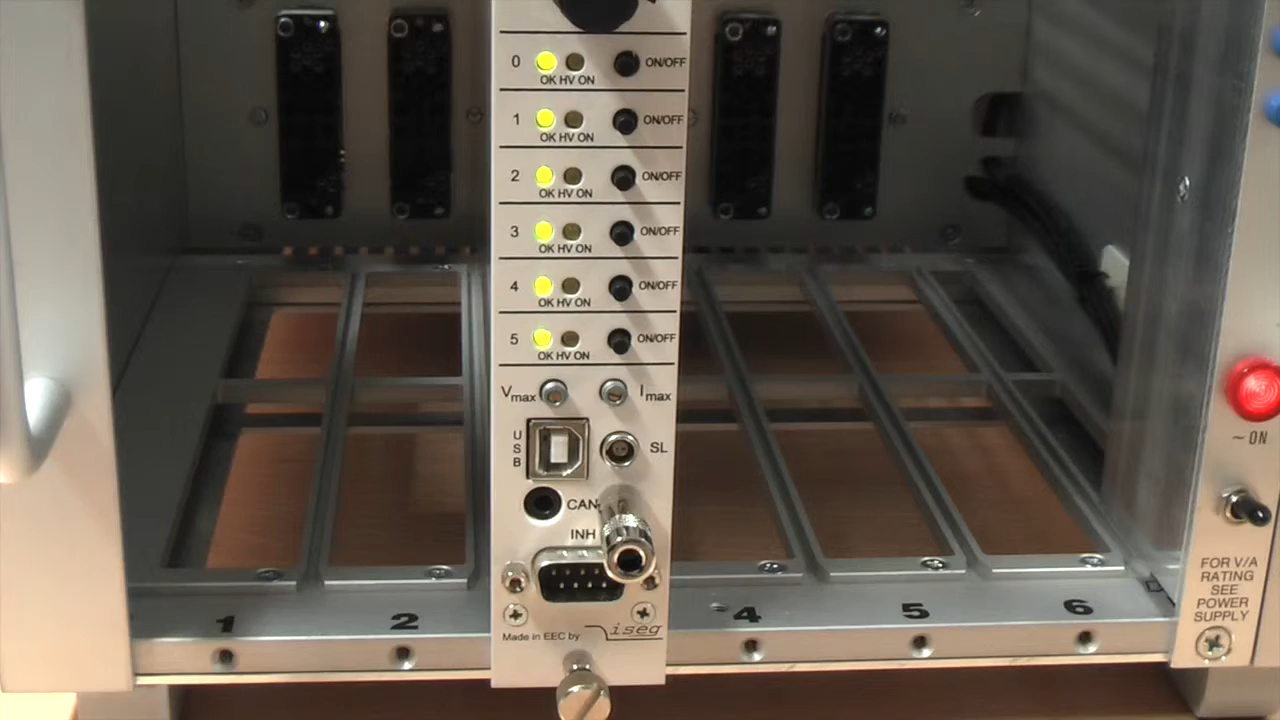 0
OK HV ON
ON/OFF
1
OK HV ON
ON/OFF
2
OK HV ON
ON/OFF
3
OK HV ON
ON/OFF
4
OK HV ON
ON/OFF
5
OK HV ON
ON/OFF
Vmax
Imax
USB
SL
CAN
INH
Made in EEC by iseg
1
2
4
5
6
~ ON
FOR V/A
RATING
SEE
POWER
SUPPLY